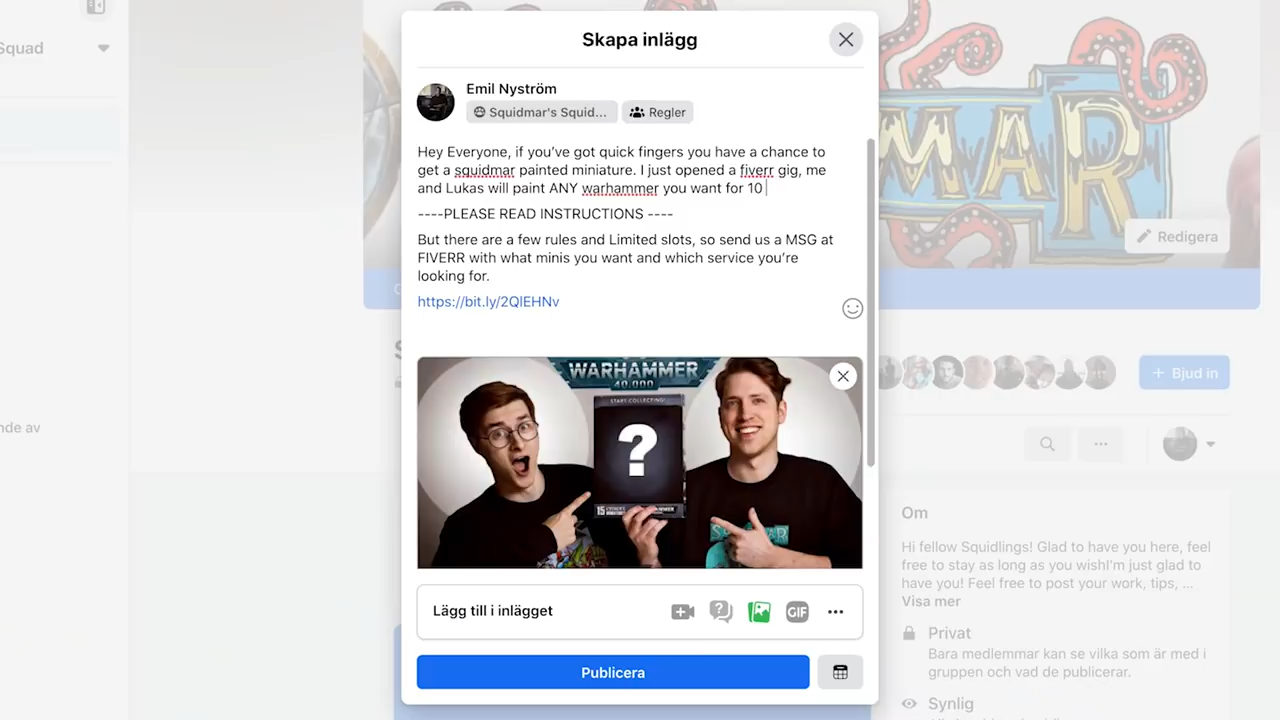 Squad
Skapa inlägg
Emil Nyström
Squidmar's Squid...
Regler
Hey Everyone, if you've got quick fingers you have a chance to
get a squidmar painted miniature. I just opened a fiverr gig, me
and Lukas will paint ANY warhammer you want for 10
----PLEASE READ INSTRUCTIONS ----
But there are a few rules and Limited slots, so send us a MSG at
FIVERR with what minis you want and which service you're
looking for.
https://bit.ly/2QlEHNv
WARHAMMER
40,000
START COLLECTING!
?
Lägg till i inlägget
GIF
Publicera
MAR
Redigera
+ Bjud in
nde av
Om
Hi fellow Squidlings! Glad to have you here, feel
free to stay as long as you wishI'm just glad to
have you! Feel free to post your work, tips, ...
Visa mer
Privat
Bara medlemmar kan se vilka som är med i
gruppen och vad de publicerar.
Synlig